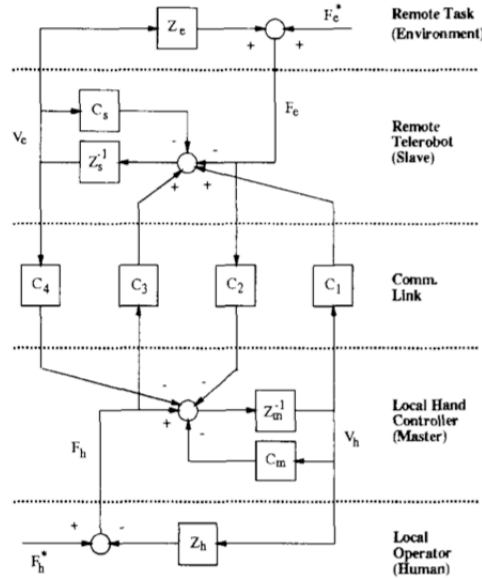 Z_e
F_e^*
+
+
Remote Task
(Environment)
C_s
F_e
V_e
-
-
Z_s^-1
+
+
Remote
Telerobot
(Slave)
C_4
C_3
C_2
C_1
Comm.
Link
-
-
+
-
Z_m^-1
C_m
F_h
V_h
Local Hand
Controller
(Master)
+
-
F_h^*
Z_h
Local
Operator
(Human)